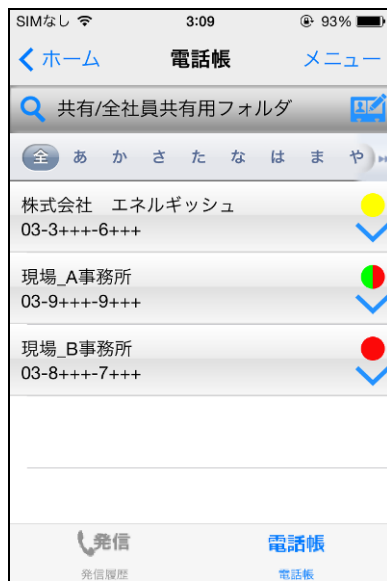 SIMなし 3:09 93%
ホーム 電話帳 メニュー
共有/全社員共有用フォルダ
全 あ か さ た な は ま や
株式会社 エネルギッシュ
03-3+++-6+++
現場_A事務所
03-9+++-9+++
現場_B事務所
03-8+++-7+++
発信 電話帳
発信履歴 電話帳